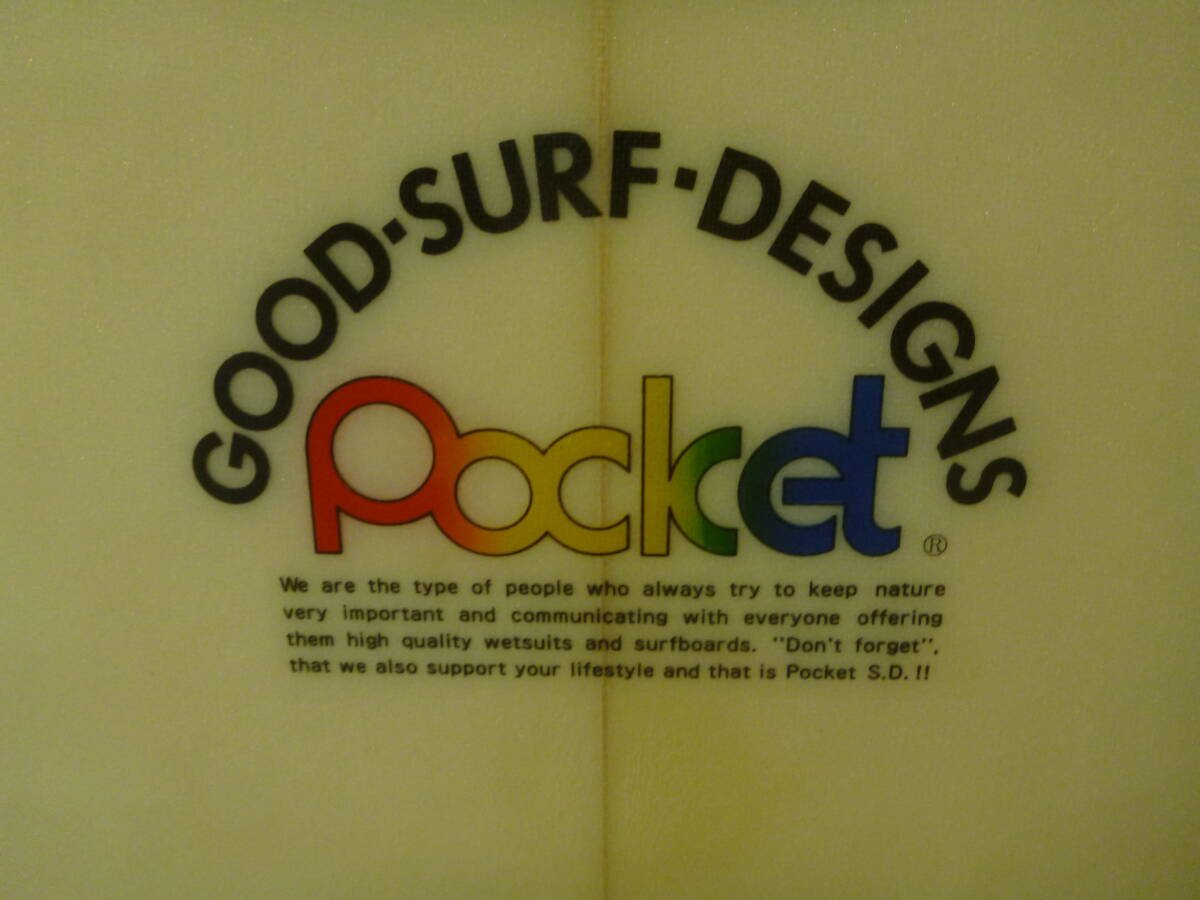 GOOD·SURF·DESIGNS
Pocket ®
We are the type of people who always try to keep nature
very important and communicating with everyone offering
them high quality wetsuits and surfboards. "Don't forget".
that we also support your lifestyle and that is Pocket S.D. !!